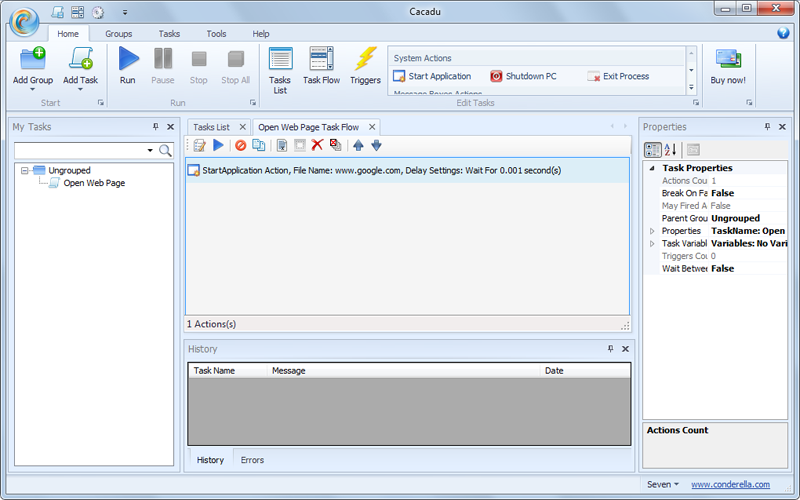 Cacadu
Home Groups Tasks Tools Help
Add Group Add Task Run Pause Stop Stop All Tasks List Task Flow Triggers
System Actions
Start Application Shutdown PC Exit Process
Message Boxes Actions
Buy now!
Start Run Edit Tasks
My Tasks
Ungrouped
Open Web Page
Tasks List Open Web Page Task Flow
StartApplication Action, File Name: www.google.com, Delay Settings: Wait For 0.001 second(s)
1 Actions(s)
History
Task Name Message Date
History Errors
Properties
Task Properties
Actions Cou 1
Break On Fa False
May Fired A False
Parent Grou Ungrouped
Properties TaskName: Open
Task Variabl Variables: No Vari
Triggers Cou 0
Wait Betwee False
Actions Count
Seven www.conderella.com